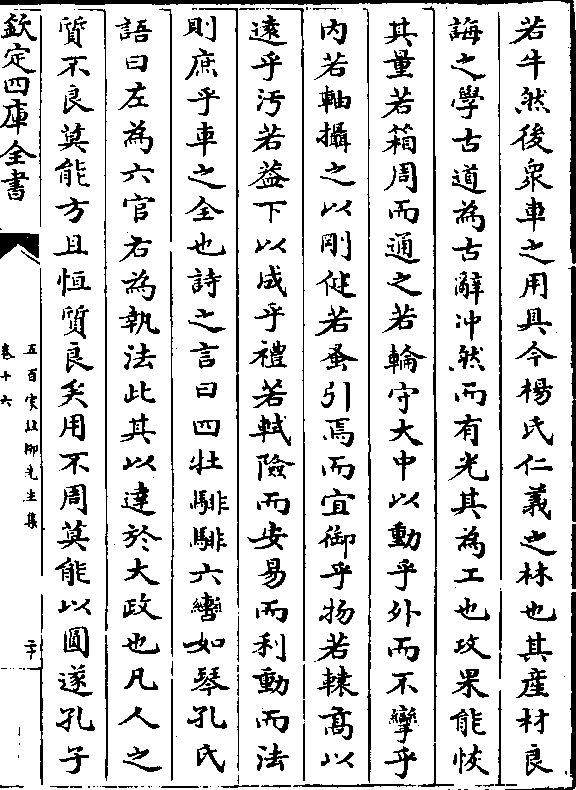 若牛然後衆車之用具今楊氏仁義之林也其産材良
誨之學古道為古辭冲然而有光其為工也攻果能恢
其量若箱周而通之若輪守大中以動乎外而不攣乎
内若軸攝之以剛健若蚤引焉而宜御乎物若轅高以
逺乎汚若蓋下以成乎禮若軾險而安易而利動而法
則庶乎車之全也詩之言曰四牡騑騑六轡如琴孔氏
語曰左為六官右為執法此其以達於大政也凡人之
質不良莫能方且恒質良矣用不周莫能以圓遂孔子
欽定四庫全書
五百家註柳先生集
卷十六
二十